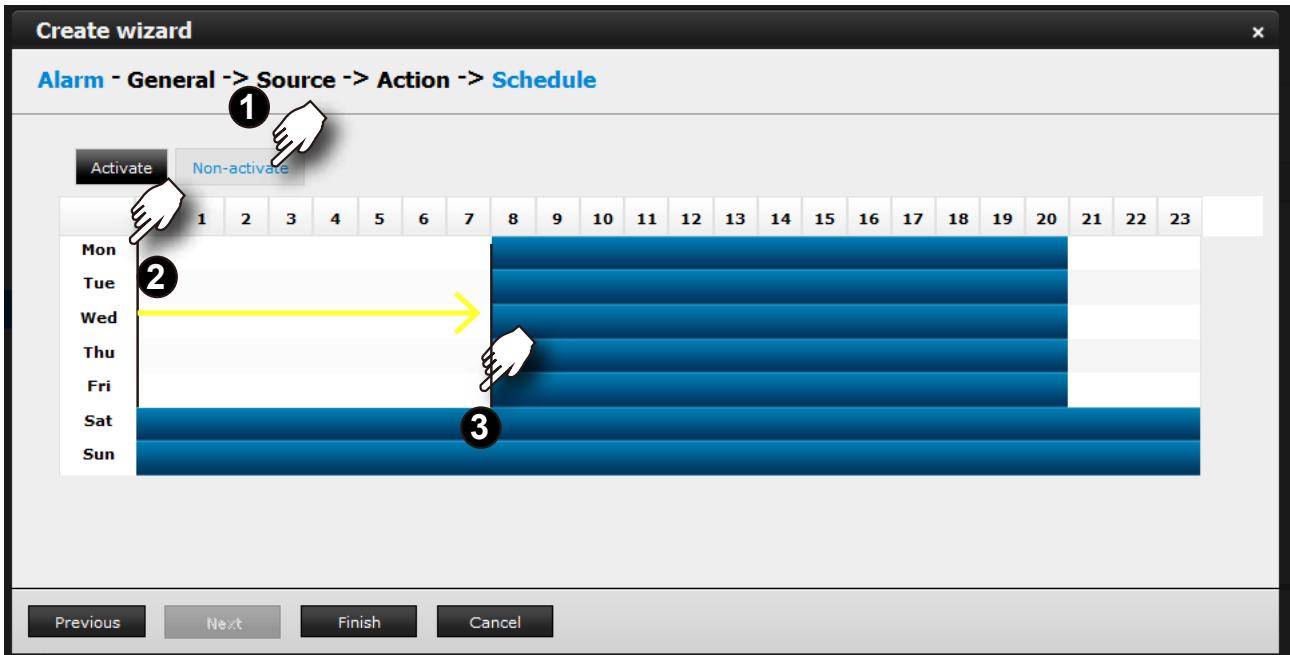 Create wizard ×
Alarm - General -> Source -> Action -> Schedule
1
Activate Non-activate
1 2 3 4 5 6 7 8 9 10 11 12 13 14 15 16 17 18 19 20 21 22 23
Mon
2
Tue
Wed
Thu
Fri
Sat
3
Sun
Previous Next Finish Cancel